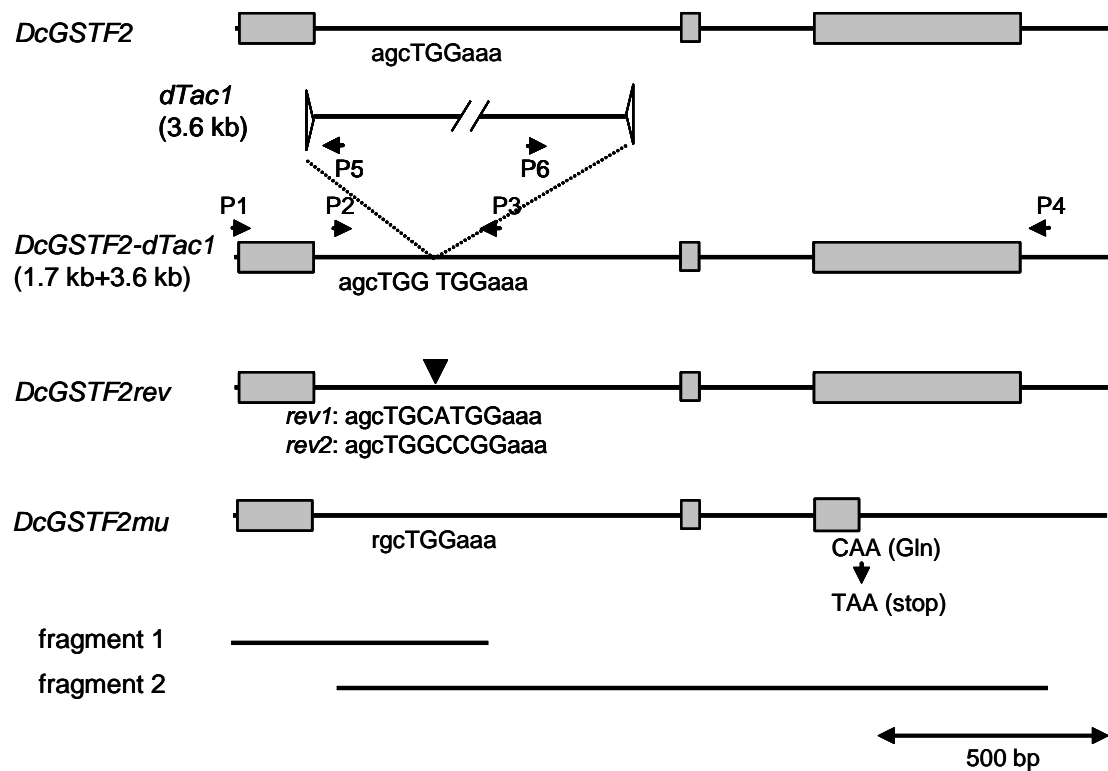 DcGSTF2
agcTGGaaa
dTac1
(3.6 kb)
P5 P6
P1 P2 P3 P4
DcGSTF2-dTac1
(1.7 kb+3.6 kb)
agcTGG TGGaaa
DcGSTF2rev
rev1: agcTGCATGGaaa
rev2: agcTGGCCGGaaa
DcGSTF2mu
rgcTGGaaa
CAA (Gln)
TAA (stop)
fragment 1
fragment 2
500 bp